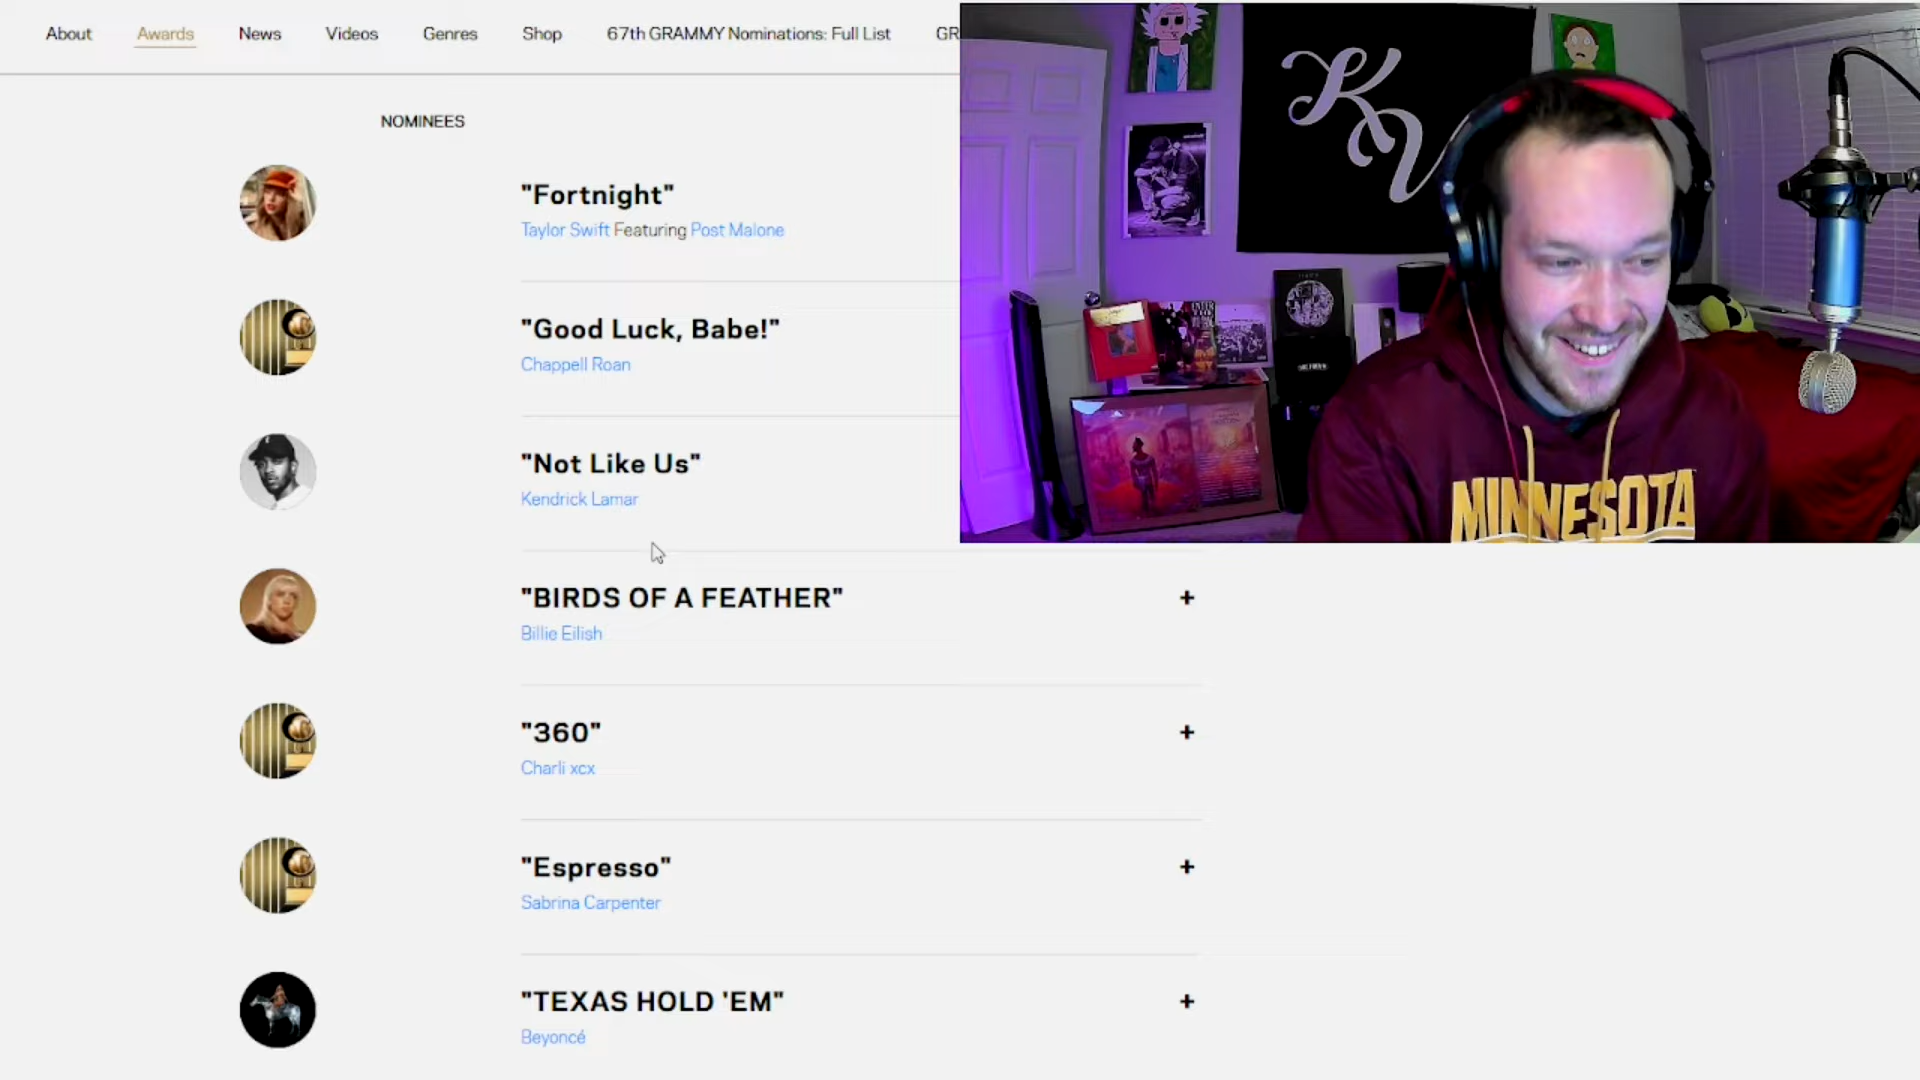 About Awards News Videos Genres Shop 67th GRAMMY Nominations: Full List GR
NOMINEES
"Fortnight"
Taylor Swift Featuring Post Malone
"Good Luck, Babe!"
Chappell Roan
"Not Like Us"
Kendrick Lamar
"BIRDS OF A FEATHER"
Billie Eilish
+
"360"
Charli xcx
+
"Espresso"
Sabrina Carpenter
+
"TEXAS HOLD 'EM"
Beyoncé
+
KV
MINNESOTA